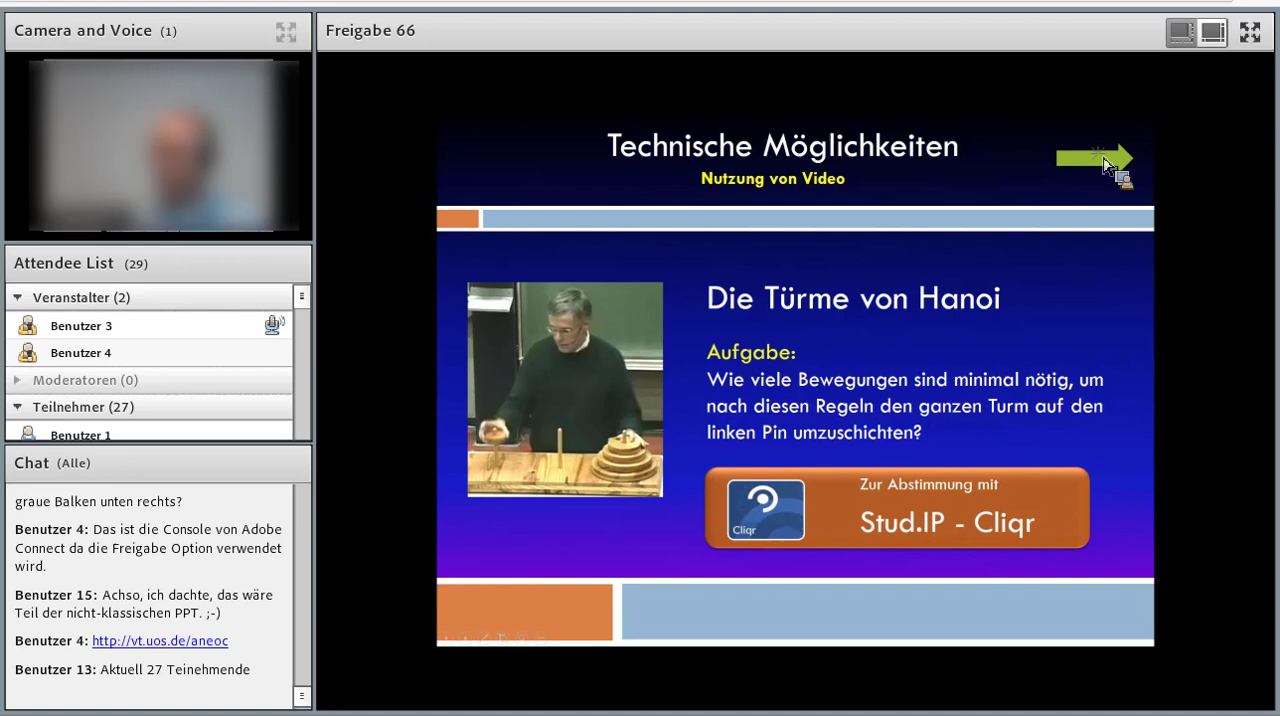 Camera and Voice (1)
Freigabe 66
Attendee List (29)
Veranstalter (2)
Benutzer 3
Benutzer 4
Moderatoren (0)
Teilnehmer (27)
Benutzer 1
Chat (Alle)
graue Balken unten rechts?
Benutzer 4: Das ist die Console von Adobe
Connect da die Freigabe Option verwendet
wird.
Benutzer 15: Achso, ich dachte, das wäre
Teil der nicht-klassischen PPT. ;-)
Benutzer 4: http://vt.uos.de/aneoc
Benutzer 13: Aktuell 27 Teinehmende
Technische Möglichkeiten
Nutzung von Video
Die Türme von Hanoi
Aufgabe:
Wie viele Bewegungen sind minimal nötig, um
nach diesen Regeln den ganzen Turm auf den
linken Pin umzuschichten?
Cliqr
Zur Abstimmung mit
Stud.IP - Cliqr